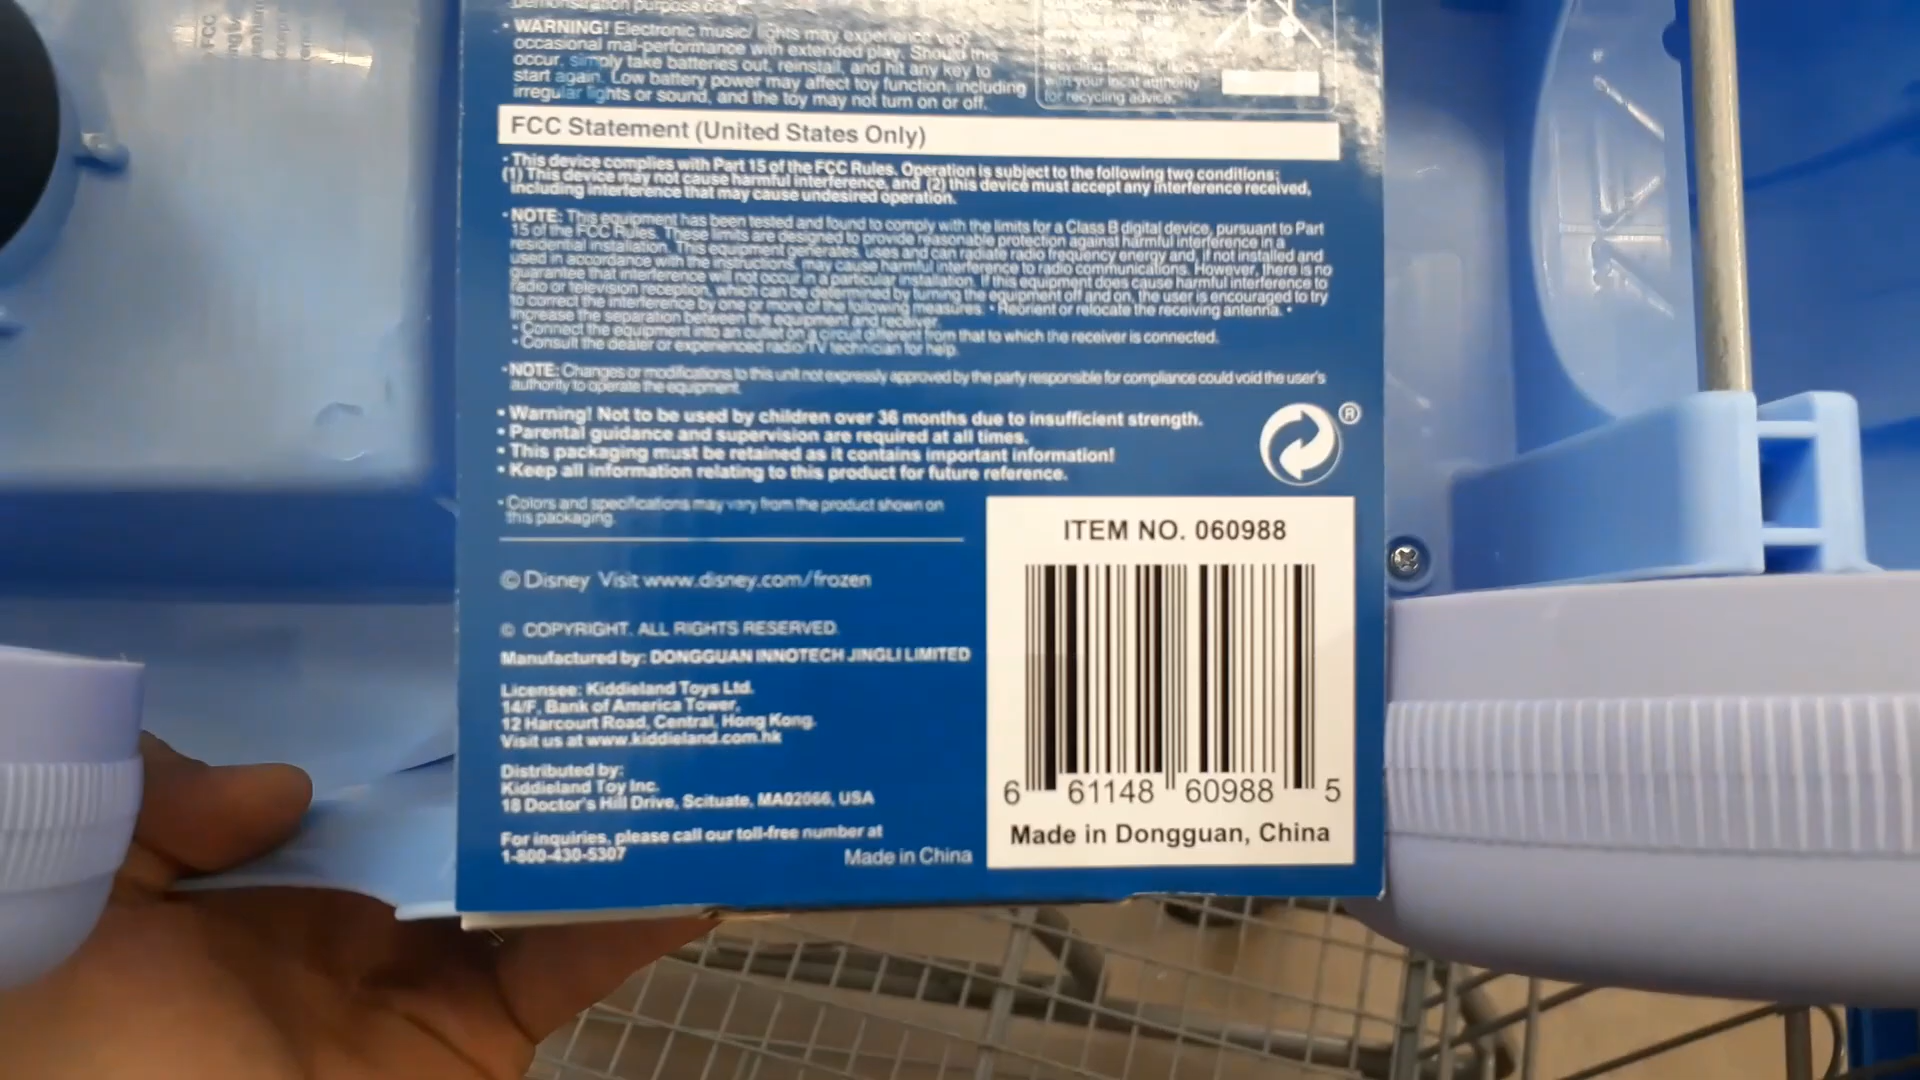 demonstration purpose only.
• WARNING! Electronic music/ lights may experience very
occasional mal-performance with extended play. Should this
occur, simply take batteries out, reinstall, and hit any key to
start again. Low battery power may affect toy function, including
irregular lights or sound, and the toy may not turn on or off.
with your local authority
for recycling advice.
FCC Statement (United States Only)
• This device complies with Part 15 of the FCC Rules. Operation is subject to the following two conditions:
(1) This device may not cause harmful interference, and (2) this device must accept any interference received,
including interference that may cause undesired operation.
• NOTE: This equipment has been tested and found to comply with the limits for a Class B digital device, pursuant to Part
15 of the FCC Rules. These limits are designed to provide reasonable protection against harmful interference in a
residential installation. This equipment generates, uses and can radiate radio frequency energy and, if not installed and
used in accordance with the instructions, may cause harmful interference to radio communications. However, there is no
guarantee that interference will not occur in a particular installation. If this equipment does cause harmful interference to
radio or television reception, which can be determined by turning the equipment off and on, the user is encouraged to try
to correct the interference by one or more of the following measures: • Reorient or relocate the receiving antenna. •
Increase the separation between the equipment and receiver.
• Connect the equipment into an outlet on a circuit different from that to which the receiver is connected.
• Consult the dealer or experienced radio/TV technician for help.
• NOTE: Changes or modifications to this unit not expressly approved by the party responsible for compliance could void the user's
authority to operate the equipment.
• Warning! Not to be used by children over 36 months due to insufficient strength.
• Parental guidance and supervision are required at all times.
• This packaging must be retained as it contains important information!
• Keep all information relating to this product for future reference.
®
• Colors and specifications may vary from the product shown on
this packaging.
© Disney Visit www.disney.com/frozen
© COPYRIGHT. ALL RIGHTS RESERVED.
Manufactured by: DONGGUAN INNOTECH JINGLI LIMITED
Licensee: Kiddieland Toys Ltd.
14/F, Bank of America Tower,
12 Harcourt Road, Central, Hong Kong.
Visit us at www.kiddieland.com.hk
Distributed by:
Kiddieland Toy Inc.
18 Doctor's Hill Drive, Scituate, MA02066, USA
For inquiries, please call our toll-free number at
1-800-430-5307
Made in China
ITEM NO. 060988
6 61148 60988 5
Made in Dongguan, China